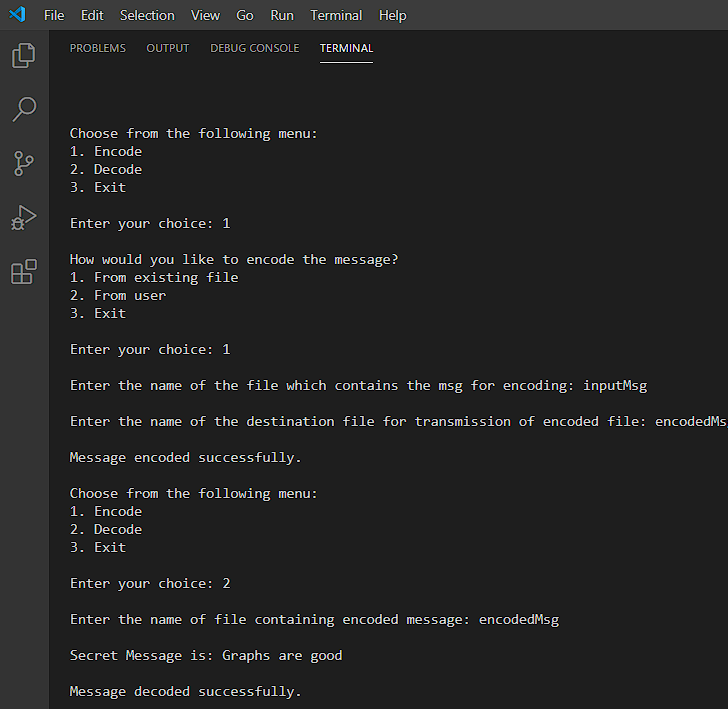 File Edit Selection View Go Run Terminal Help
PROBLEMS OUTPUT DEBUG CONSOLE TERMINAL
Choose from the following menu:
1. Encode
2. Decode
3. Exit
Enter your choice: 1
How would you like to encode the message?
1. From existing file
2. From user
3. Exit
Enter your choice: 1
Enter the name of the file which contains the msg for encoding: inputMsg
Enter the name of the destination file for transmission of encoded file: encodedMs
Message encoded successfully.
Choose from the following menu:
1. Encode
2. Decode
3. Exit
Enter your choice: 2
Enter the name of file containing encoded message: encodedMsg
Secret Message is: Graphs are good
Message decoded successfully.